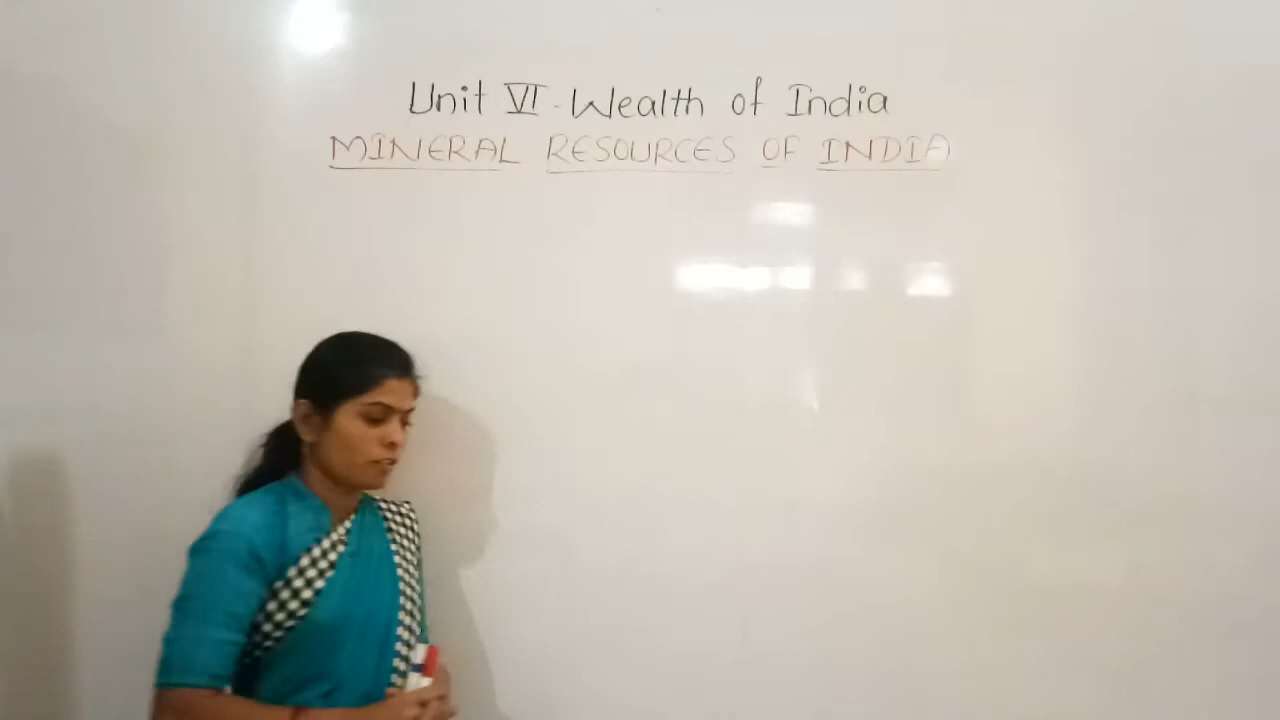 Unit VI - Wealth of India
MINERAL RESOURCES OF INDIA